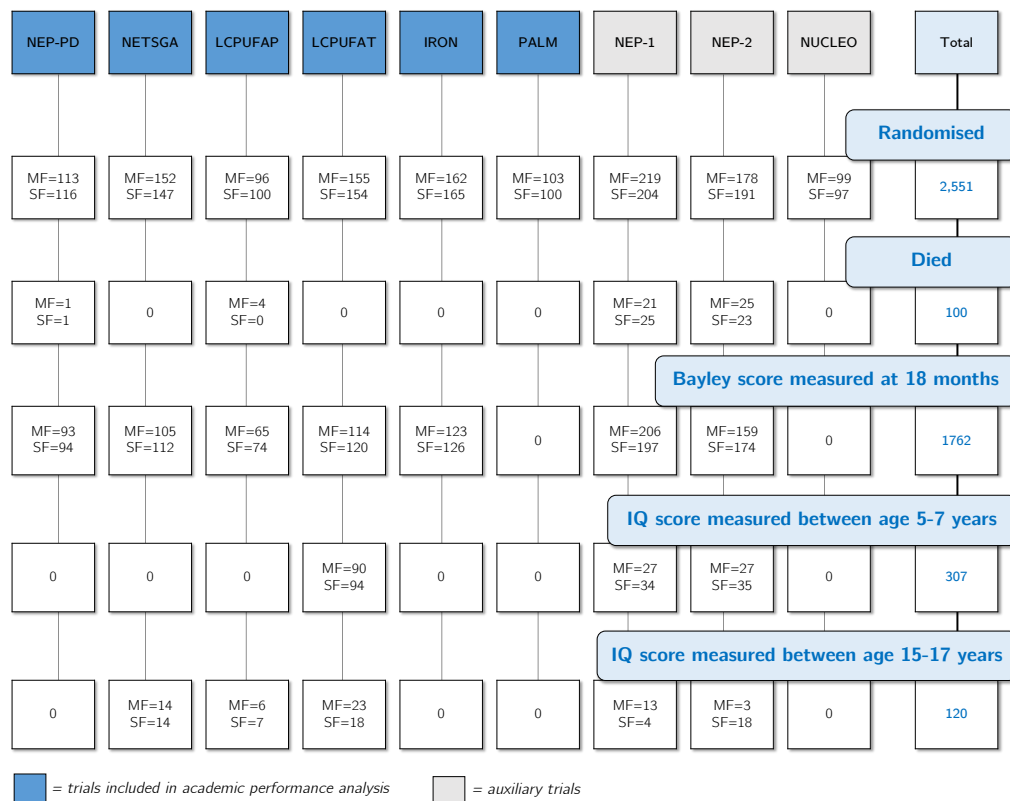 NEP-PD NETSGA LCPUFAP LCPUFAT IRON PALM NEP-1 NEP-2 NUCLEO Total
Randomised
MF=113 MF=152 MF=96 MF=155 MF=162 MF=103 MF=219 MF=178 MF=99
SF=116 SF=147 SF=100 SF=154 SF=165 SF=100 SF=204 SF=191 SF=97
2,551
Died
MF=1 MF=4 MF=21 MF=25
SF=1 0 SF=0 0 0 0 SF=25 SF=23 0 100
Bayley score measured at 18 months
MF=93 MF=105 MF=65 MF=114 MF=123 MF=206 MF=159
SF=94 SF=112 SF=74 SF=120 SF=126 0 SF=197 SF=174 0 1762
IQ score measured between age 5-7 years
MF=90 MF=27 MF=27
0 0 0 SF=94 0 0 SF=34 SF=35 0 307
IQ score measured between age 15-17 years
MF=14 MF=6 MF=23 MF=13 MF=3
0 SF=14 SF=7 SF=18 0 0 SF=4 SF=18 0 120
= trials included in academic performance analysis = auxiliary trials